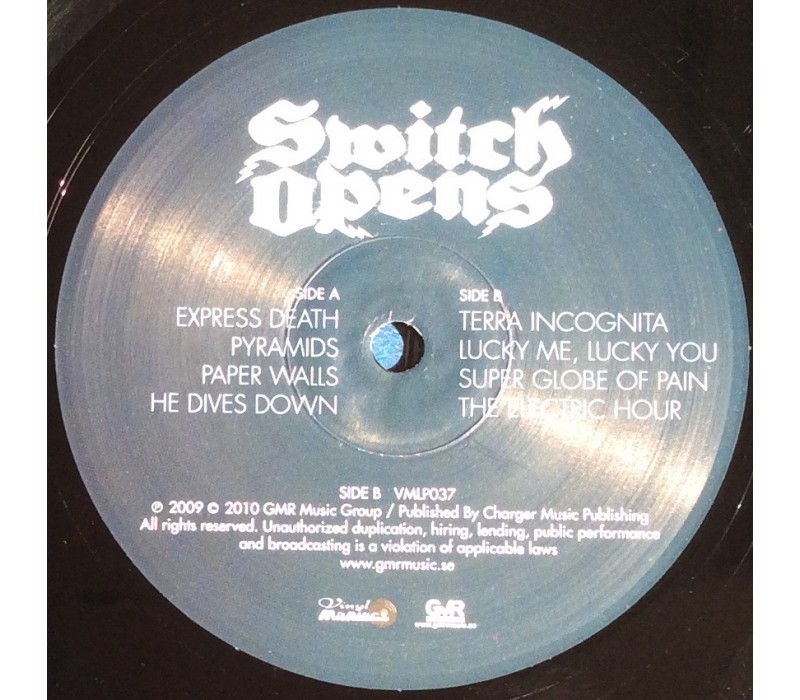 Switch
Opens
SIDE A
EXPRESS DEATH
PYRAMIDS
PAPER WALLS
HE DIVES DOWN
SIDE B
TERRA INCOGNITA
LUCKY ME, LUCKY YOU
SUPER GLOBE OF PAIN
THE ELECTRIC HOUR
SIDE B VMLP037
℗ 2009 © 2010 GMR Music Group / Published By Charger Music Publishing
All rights reserved. Unauthorized duplication, hiring, lending, public performance
and broadcasting is a violation of applicable laws
www.gmrmusic.se
Vinyl
Maniacs
GMR